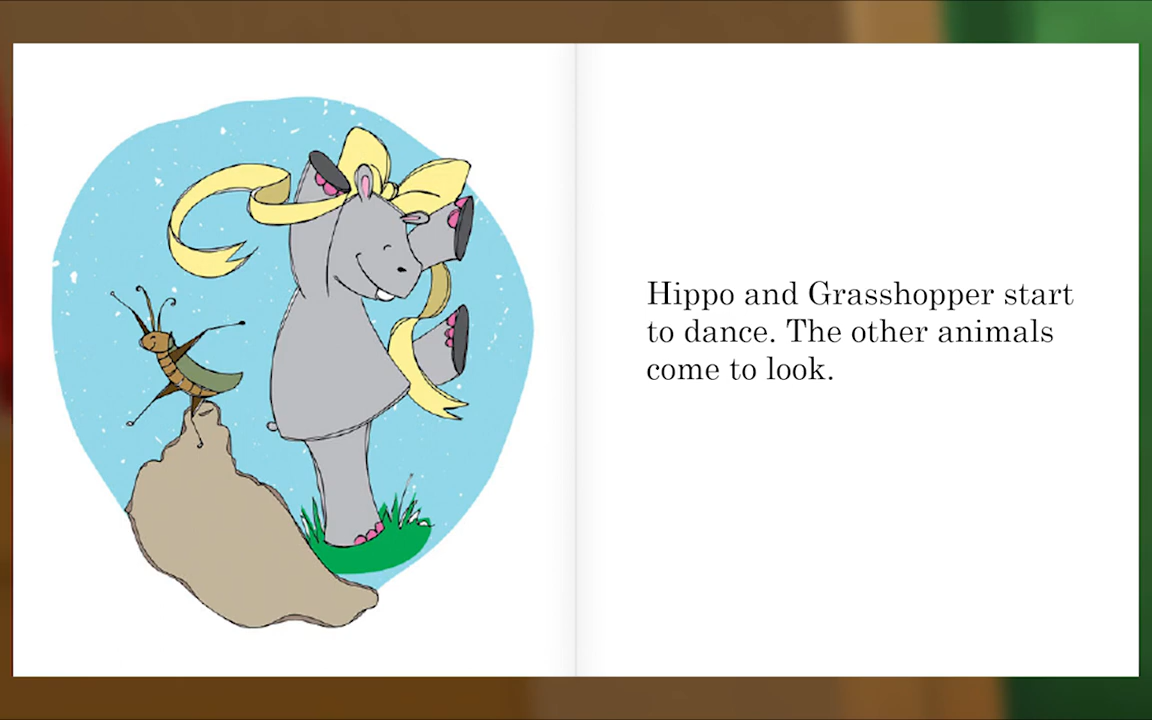 Hippo and Grasshopper start
to dance. The other animals
come to look.